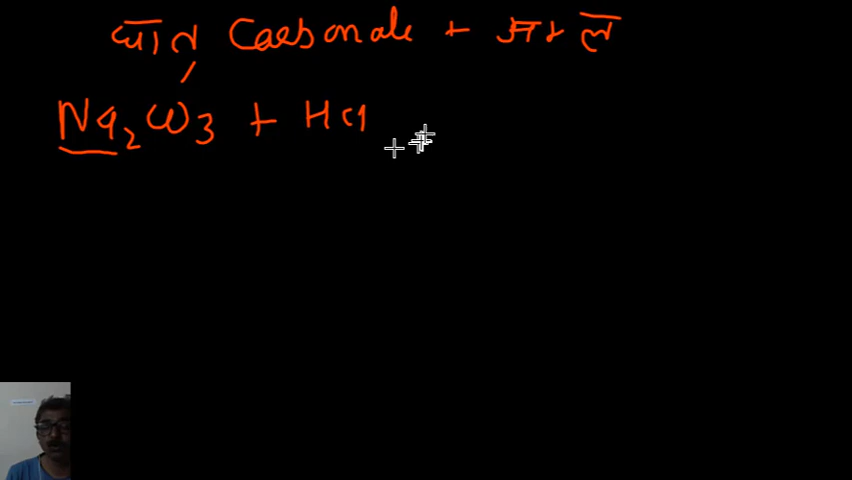 धातु Carbonate + अम्ल
Na₂CO₃ + HCl